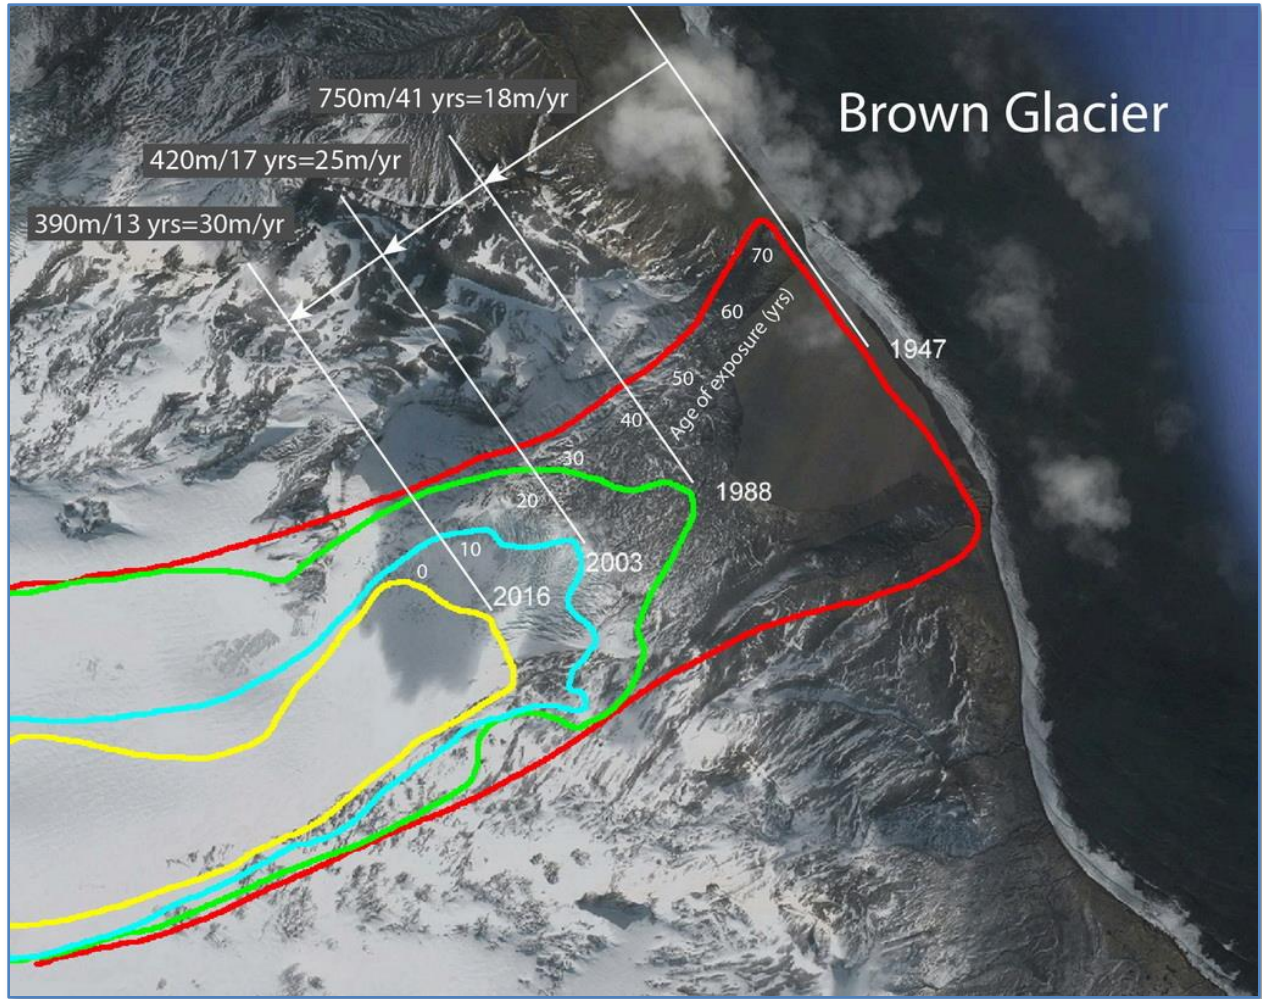 750m/41 yrs=18m/yr
Brown Glacier
420m/17 yrs=25m/yr
390m/13 yrs=30m/yr
70
60
Age of exposure (yrs)
1947
50
40
30
1988
20
10
2003
0
2016